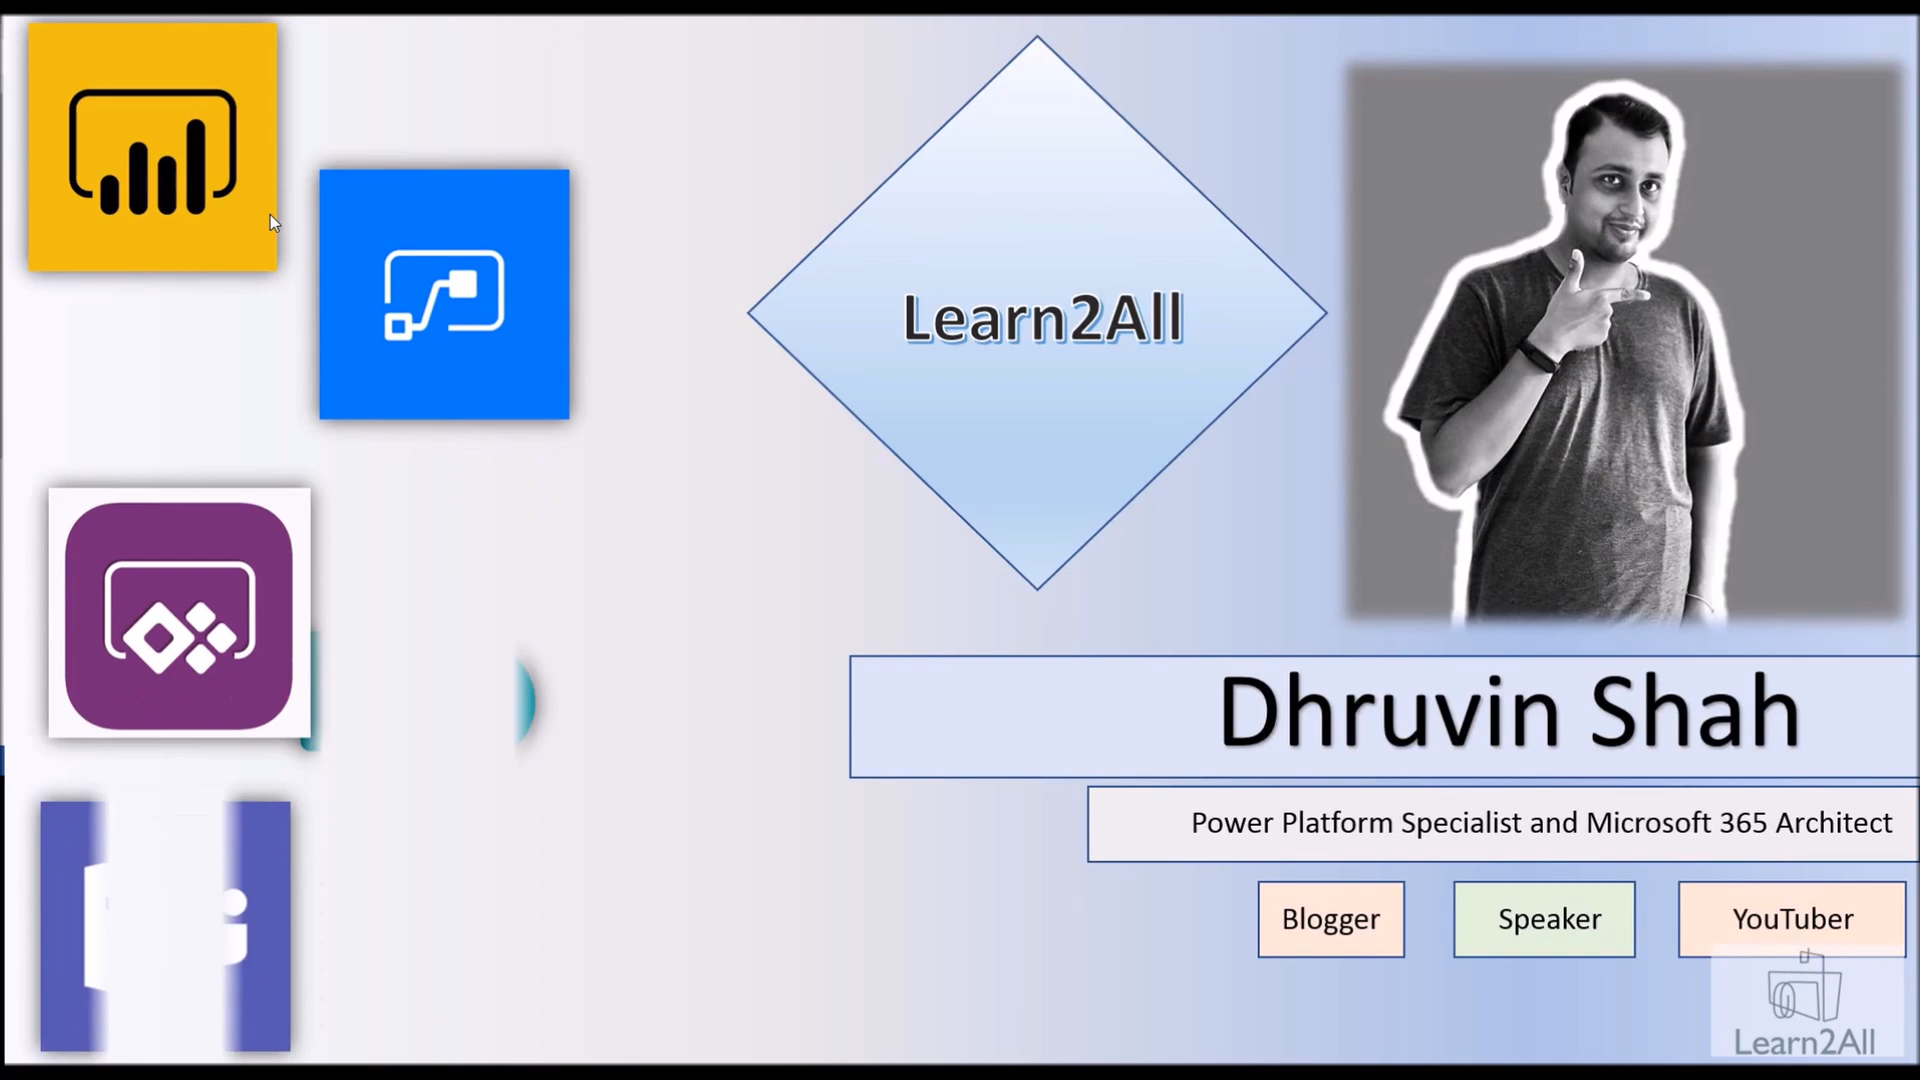 Learn2All
Dhruvin Shah
Power Platform Specialist and Microsoft 365 Architect
Blogger
Speaker
YouTuber
Learn2All